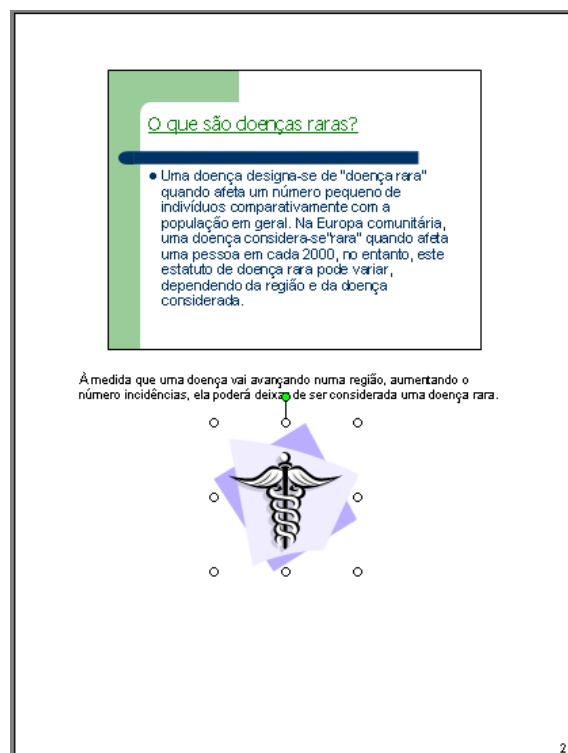 O que são doenças raras?
● Uma doença designa-se de "doença rara"
quando afeta um número pequeno de
indivíduos comparativamente com a
população em geral. Na Europa comunitária,
uma doença considera-se"rara" quando afeta
uma pessoa em cada 2000, no entanto, este
estatuto de doença rara pode variar,
dependendo da região e da doença
considerada.
À medida que uma doença vai avançando numa região, aumentando o
número incidências, ela poderá deixar de ser considerada uma doença rara.
2